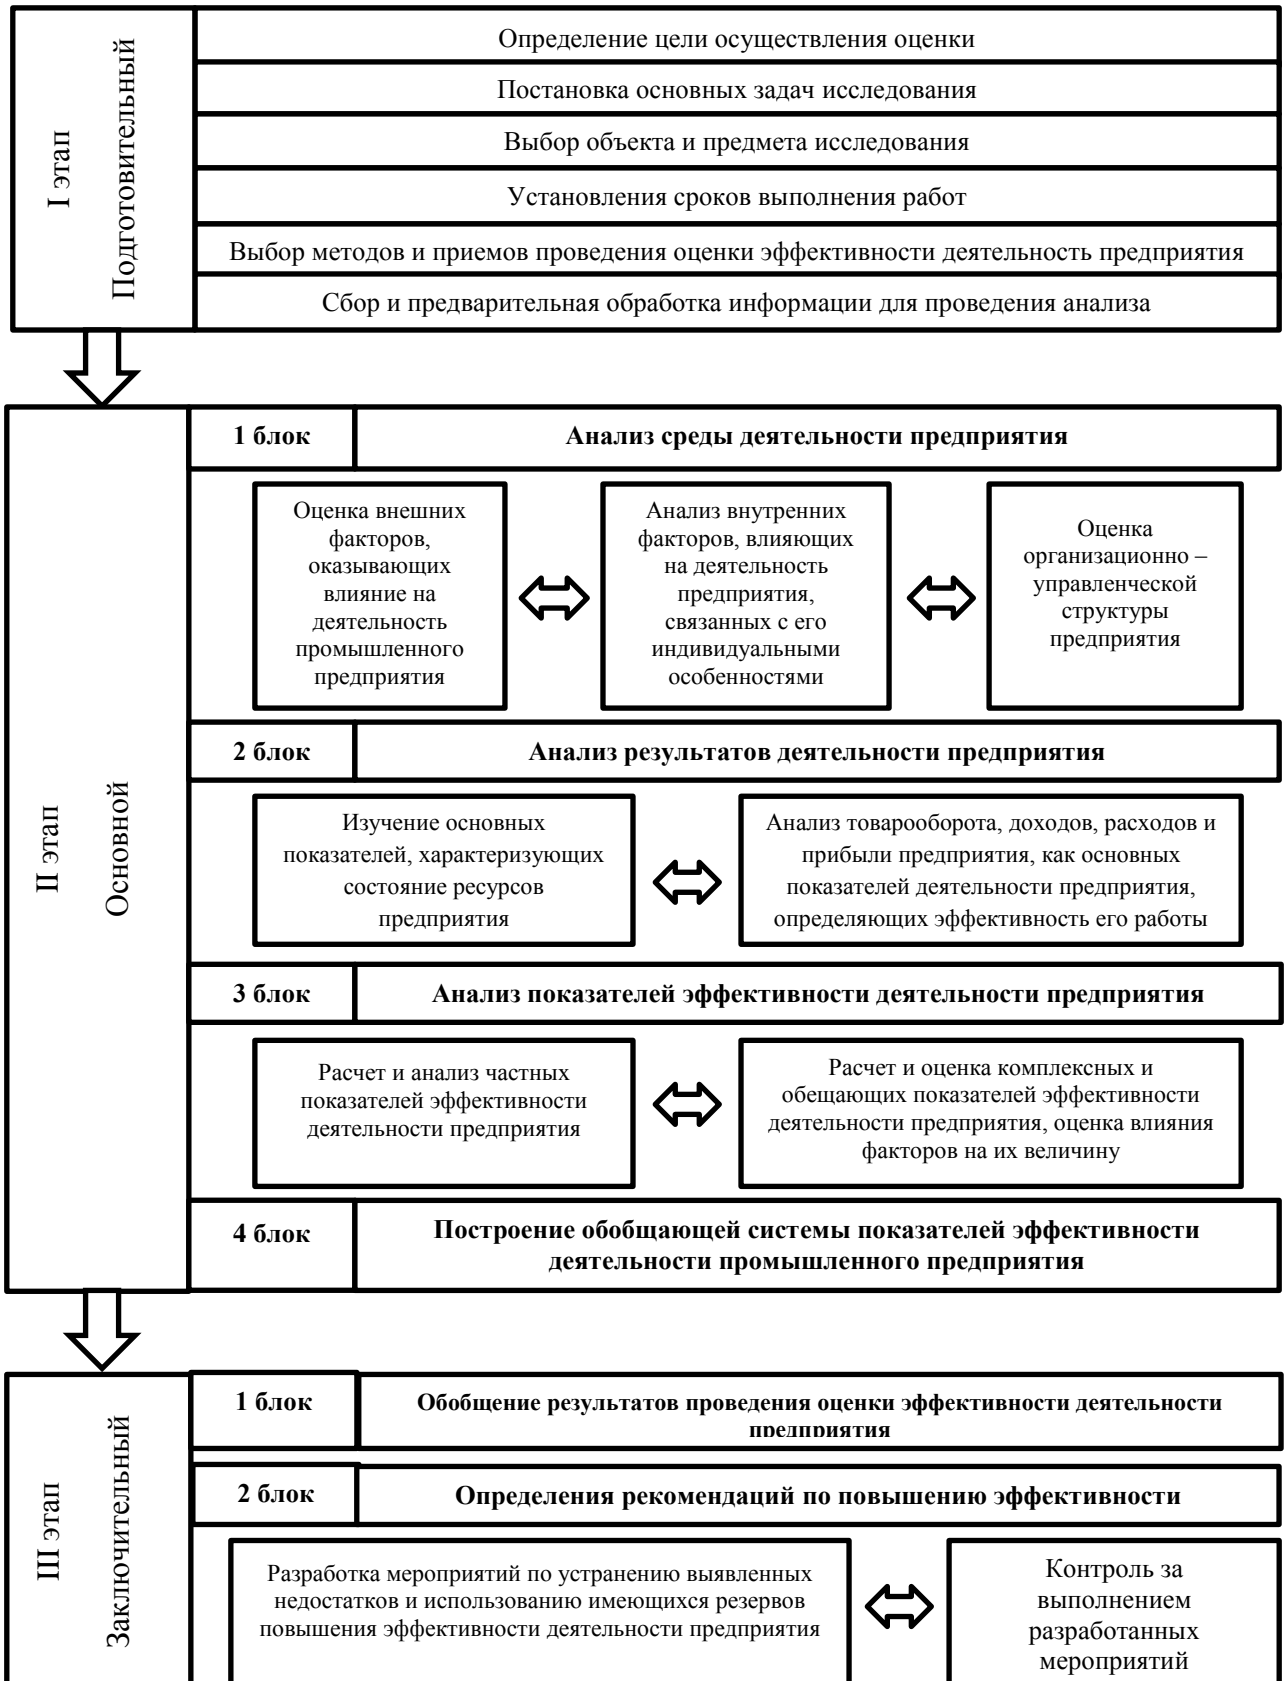 I этап
Подготовительный
Определение цели осуществления оценки
Постановка основных задач исследования
Выбор объекта и предмета исследования
Установления сроков выполнения работ
Выбор методов и приемов проведения оценки эффективности деятельность предприятия
Сбор и предварительная обработка информации для проведения анализа
II этап
Основной
1 блок
Анализ среды деятельности предприятия
Оценка внешних
факторов,
оказывающих
влияние на
деятельность
промышленного
предприятия
Анализ внутренних
факторов, влияющих
на деятельность
предприятия,
связанных с его
индивидуальными
особенностями
Оценка
организационно –
управленческой
структуры
предприятия
2 блок
Анализ результатов деятельности предприятия
Изучение основных
показателей, характеризующих
состояние ресурсов
предприятия
Анализ товарооборота, доходов, расходов и
прибыли предприятия, как основных
показателей деятельности предприятия,
определяющих эффективность его работы
3 блок
Анализ показателей эффективности деятельности предприятия
Расчет и анализ частных
показателей эффективности
деятельности предприятия
Расчет и оценка комплексных и
обещающих показателей эффективности
деятельности предприятия, оценка влияния
факторов на их величину
4 блок
Построение обобщающей системы показателей эффективности
деятельности промышленного предприятия
III этап
Заключительный
1 блок
Обобщение результатов проведения оценки эффективности деятельности
предприятия
2 блок
Определения рекомендаций по повышению эффективности
Разработка мероприятий по устранению выявленных
недостатков и использованию имеющихся резервов
повышения эффективности деятельности предприятия
Контроль за
выполнением
разработанных
мероприятий